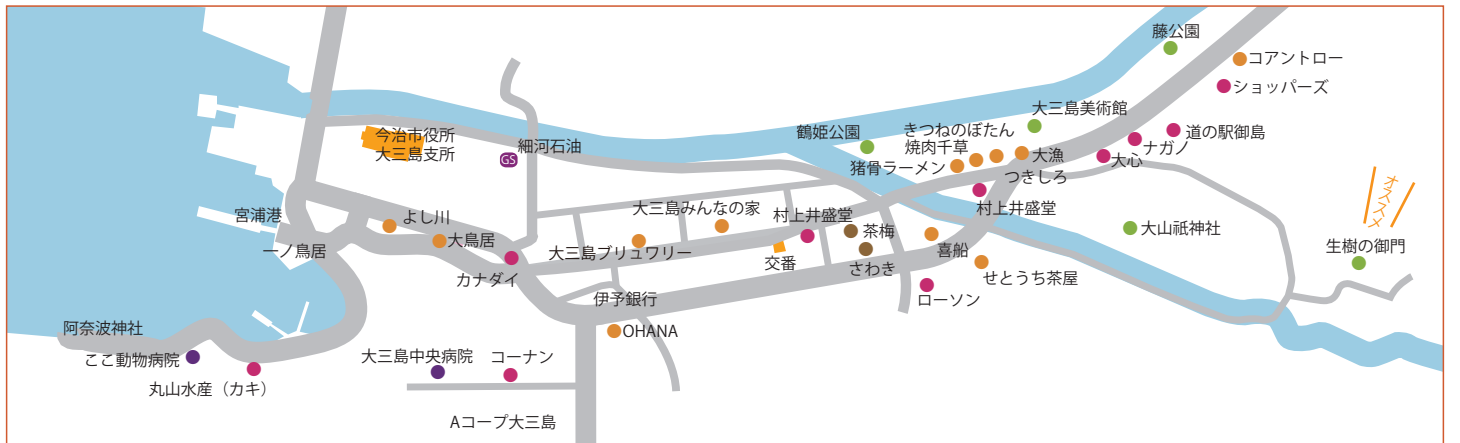 藤公園
コアントロー
ショッパーズ
大三島美術館
鶴姫公園
きつねのぼたん
焼肉千草
猪骨ラーメン
大漁
つきしろ
大心
ナガノ
道の駅御島
今治市役所
大三島支所
細河石油
GS
オススメ
宮浦港
一ノ鳥居
よし川
大鳥居
カナダイ
大三島みんなの家
大三島ブリュワリー
村上井盛堂
交番
茶梅
さわき
村上井盛堂
喜船
せとうち茶屋
ローソン
大山祇神社
生樹の御門
伊予銀行
OHANA
阿奈波神社
ここ動物病院
丸山水産（カキ）
大三島中央病院
コーナン
Aコープ大三島